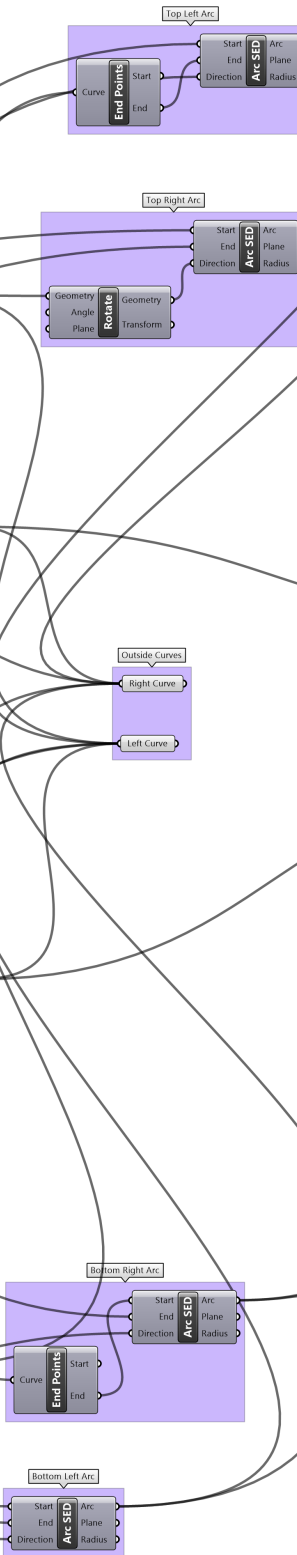 Top Left Arc
Start Arc
End Plane
Direction Radius
Arc SED
Curve
End Points
Start
End
Top Right Arc
Start Arc
End Plane
Direction Radius
Arc SED
Geometry Geometry
Angle
Plane Transform
Rotate
Outside Curves
Right Curve
Left Curve
Bottom Right Arc
Start Arc
End Plane
Direction Radius
Arc SED
Curve
End Points
Start
End
Bottom Left Arc
Start Arc
End Plane
Direction Radius
Arc SED